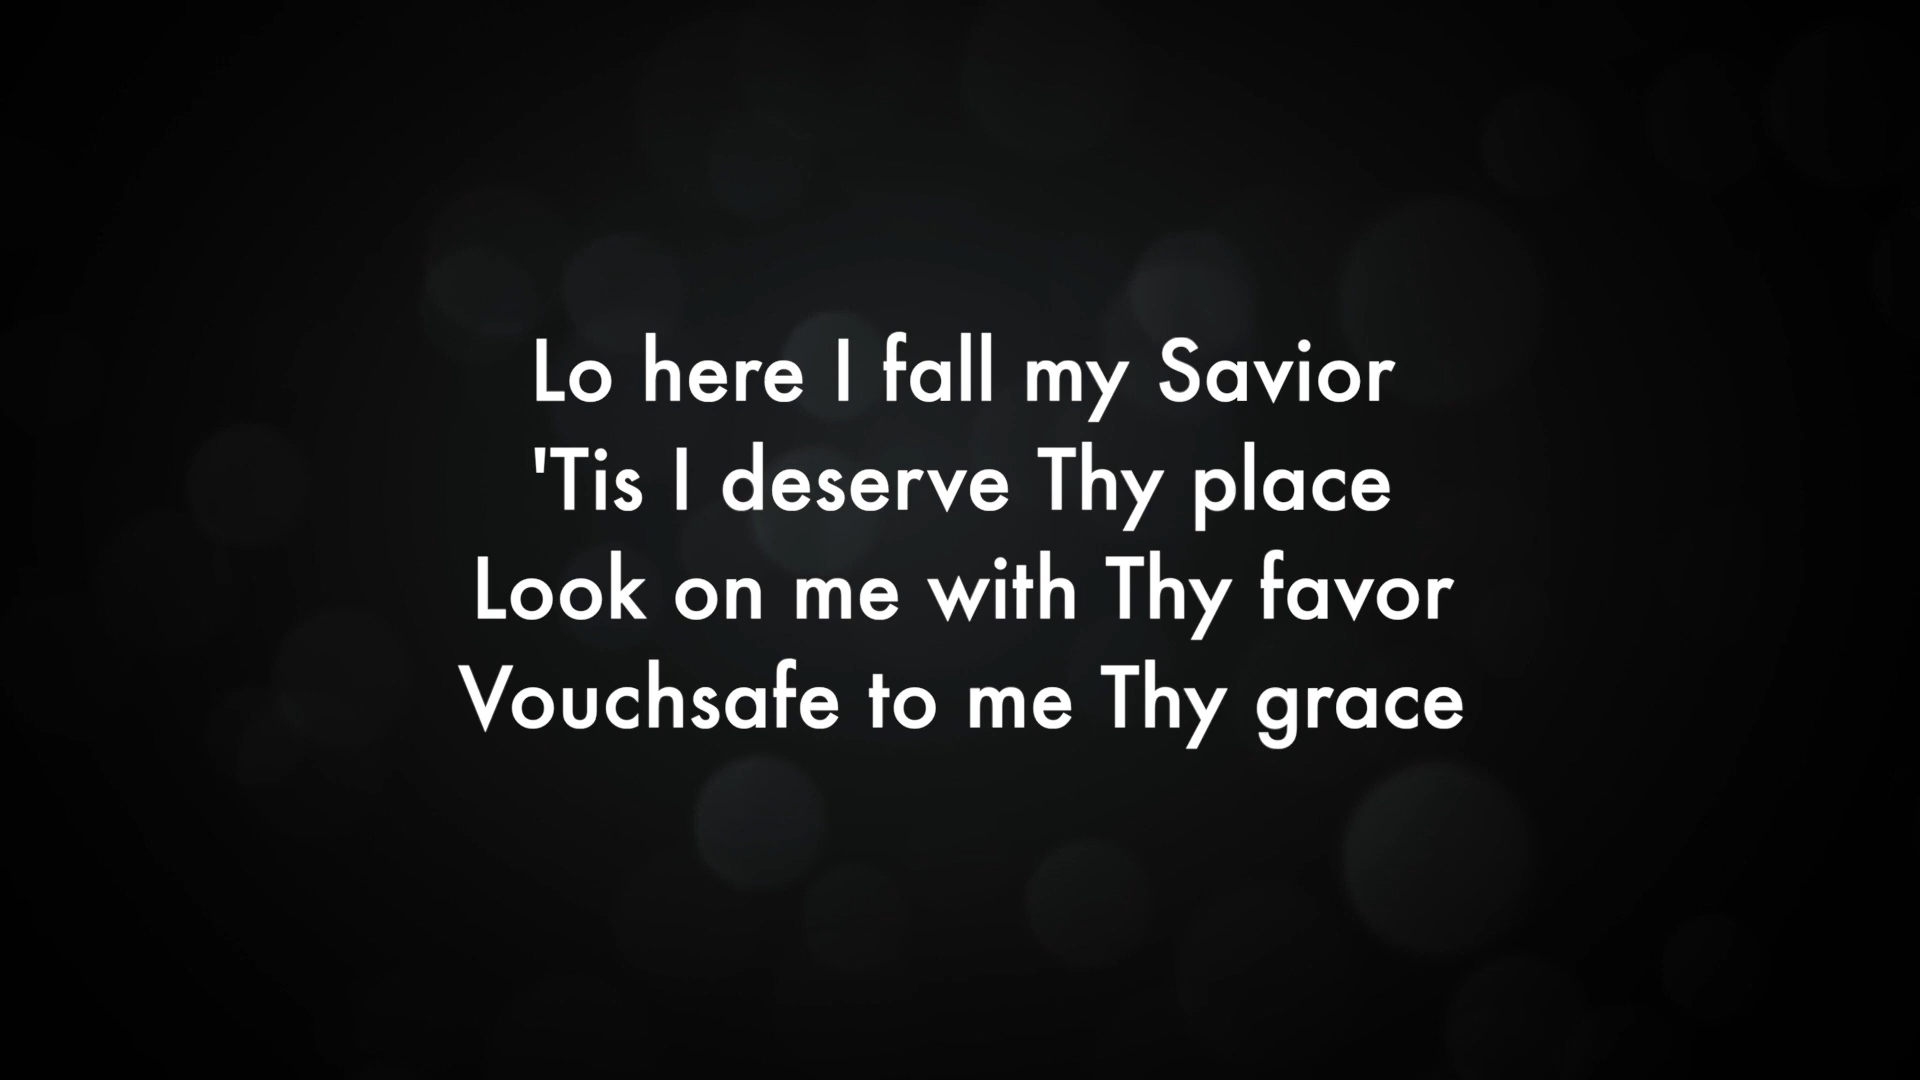 Lo here I fall my Savior
'Tis I deserve Thy place
Look on me with Thy favor
Vouchsafe to me Thy grace